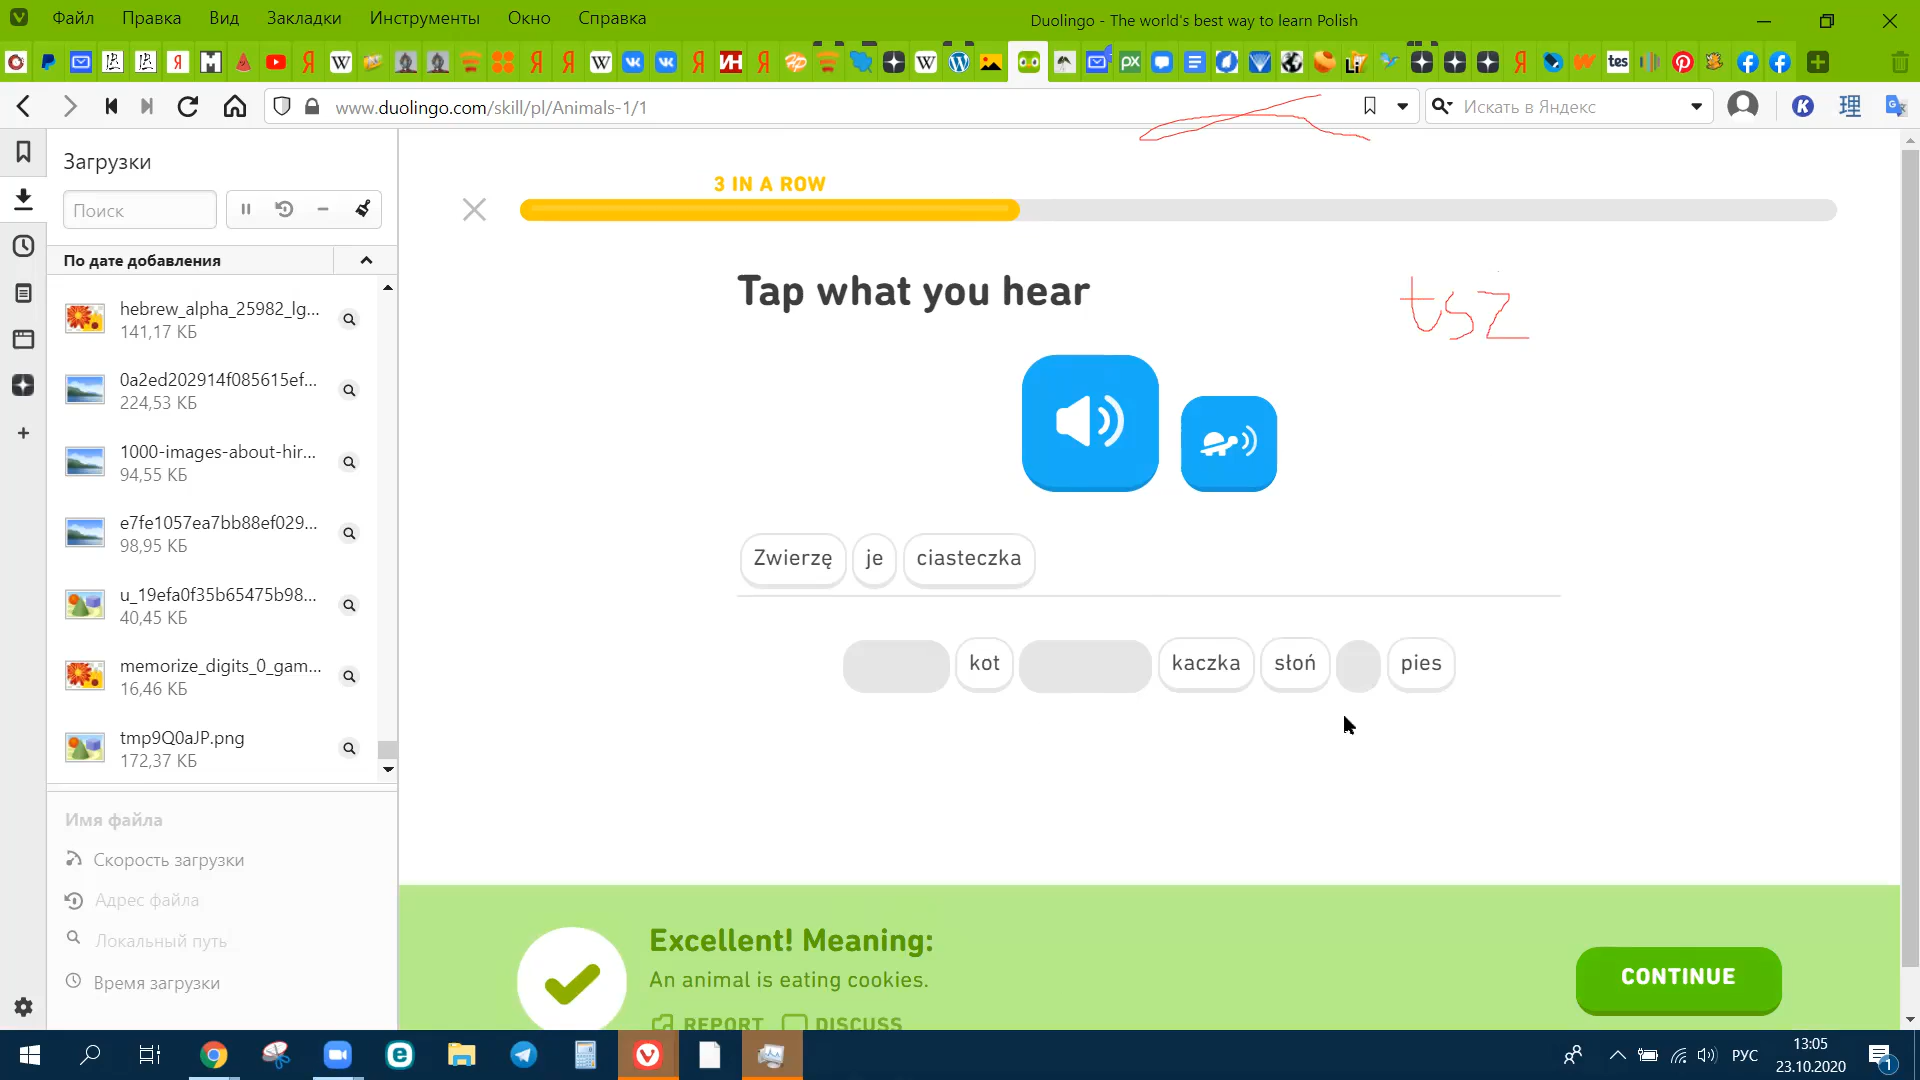 Файл Правка Вид Закладки Инструменты Окно Справка
Duolingo - The world's best way to learn Polish
www.duolingo.com/skill/pl/Animals-1/1
Искать в Яндекс
Загрузки
Поиск
По дате добавления
hebrew_alpha_25982_lg...
141,17 КБ
0a2ed202914f085615ef...
224,53 КБ
1000-images-about-hir...
94,55 КБ
e7fe1057ea7bb88ef029...
98,95 КБ
u_19efa0f35b65475b98...
40,45 КБ
memorize_digits_0_gam...
16,46 КБ
tmp9Q0aJP.png
172,37 КБ
Имя файла
Скорость загрузки
Адрес файла
Локальный путь
Время загрузки
3 IN A ROW
Tap what you hear
tsz
Zwierzę je ciasteczka
kot kaczka słoń pies
Excellent! Meaning:
An animal is eating cookies.
REPORT DISCUSS
CONTINUE
РУС
13:05
23.10.2020
1